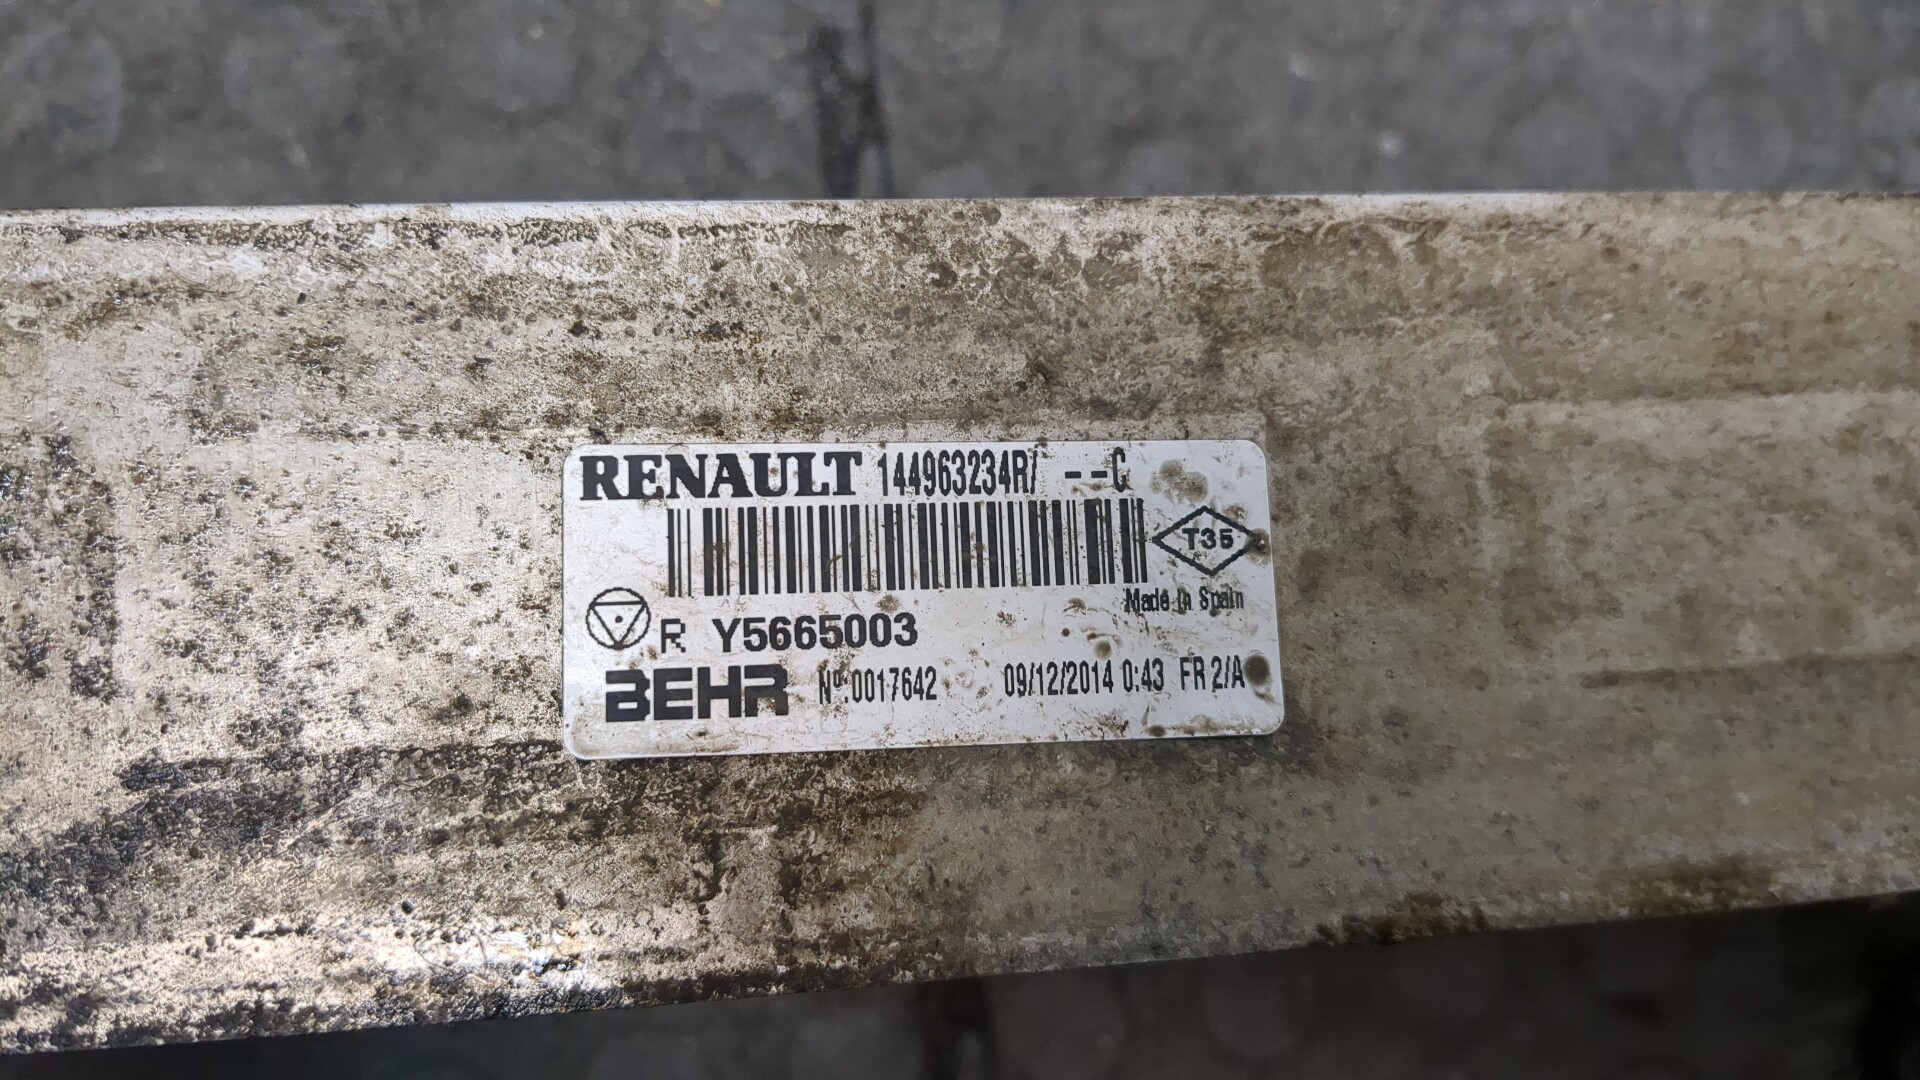 RENAULT 144963234R/ --C
T35
Made In Spain
R Y5665003
BEHR Nº:0017642 09/12/2014 0:43 FR 2/A